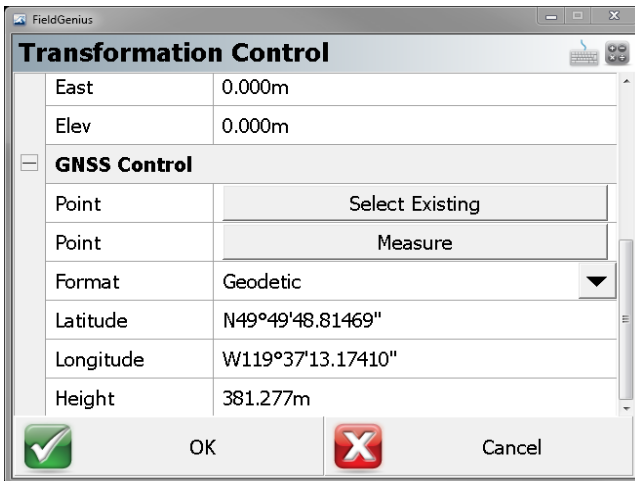 FieldGenius
Transformation Control
East 0.000m
Elev 0.000m
GNSS Control
Point Select Existing
Point Measure
Format Geodetic
Latitude N49°49'48.81469"
Longitude W119°37'13.17410"
Height 381.277m
OK Cancel